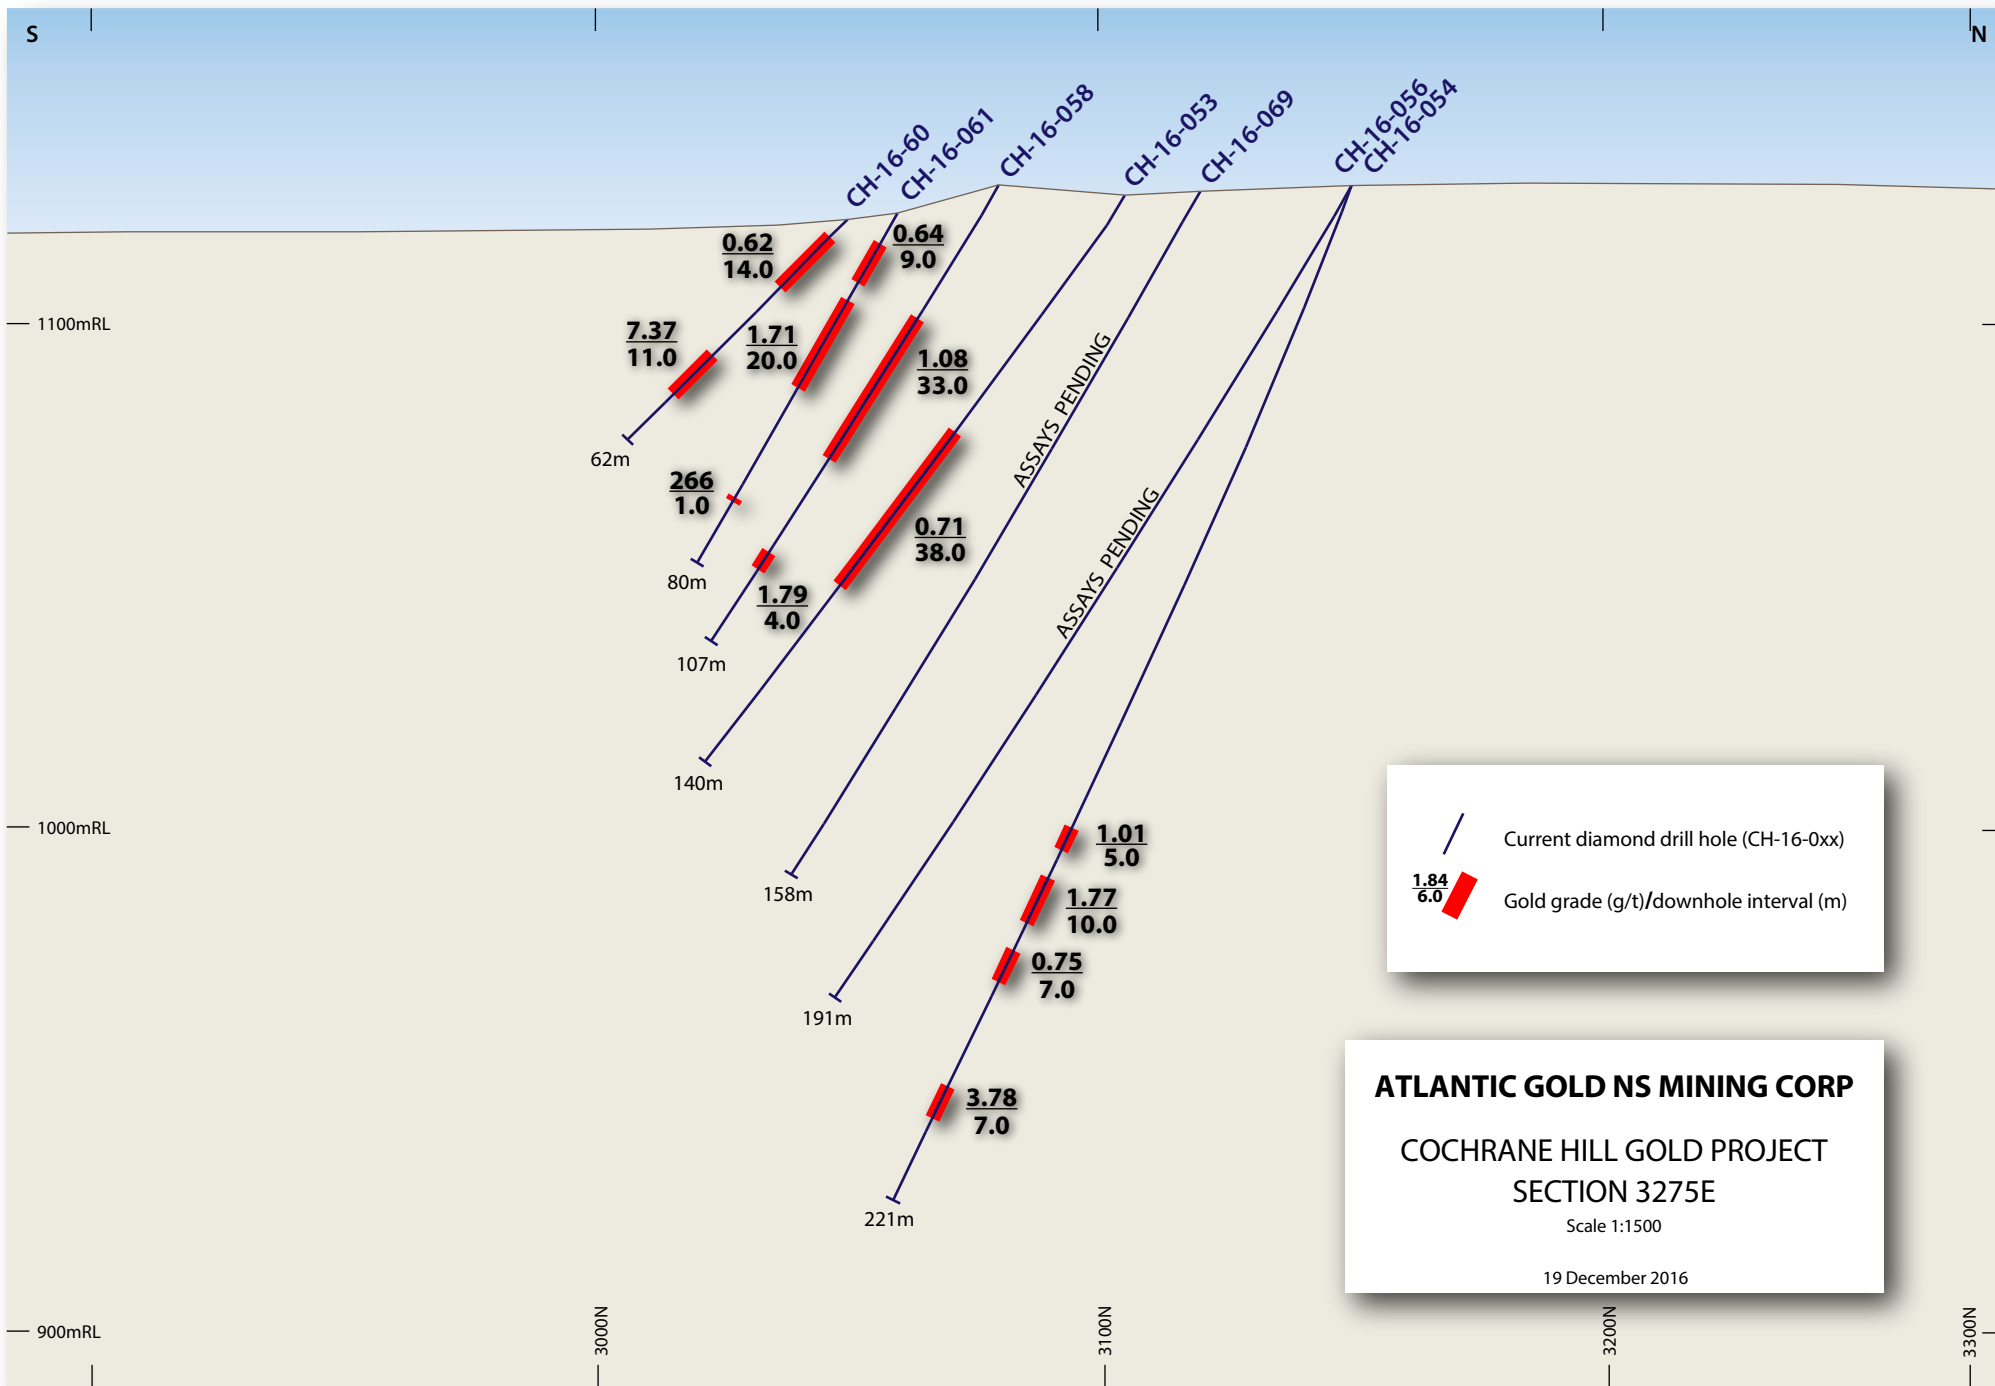 S
N
CH-16-60
CH-16-061
CH-16-058
CH-16-053
CH-16-069
CH-16-056
CH-16-054
0.62
14.0
0.64
9.0
1100mRL
7.37
11.0
1.71
20.0
1.08
33.0
ASSAYS PENDING
62m
266
1.0
0.71
38.0
ASSAYS PENDING
80m
1.79
4.0
107m
140m
1000mRL
1.01
5.0
158m
1.77
10.0
0.75
7.0
191m
3.78
7.0
221m
Current diamond drill hole (CH-16-0xx)
1.84
6.0
Gold grade (g/t)/downhole interval (m)
ATLANTIC GOLD NS MINING CORP
COCHRANE HILL GOLD PROJECT
SECTION 3275E
Scale 1:1500
19 December 2016
900mRL
3000N
3100N
3200N
3300N